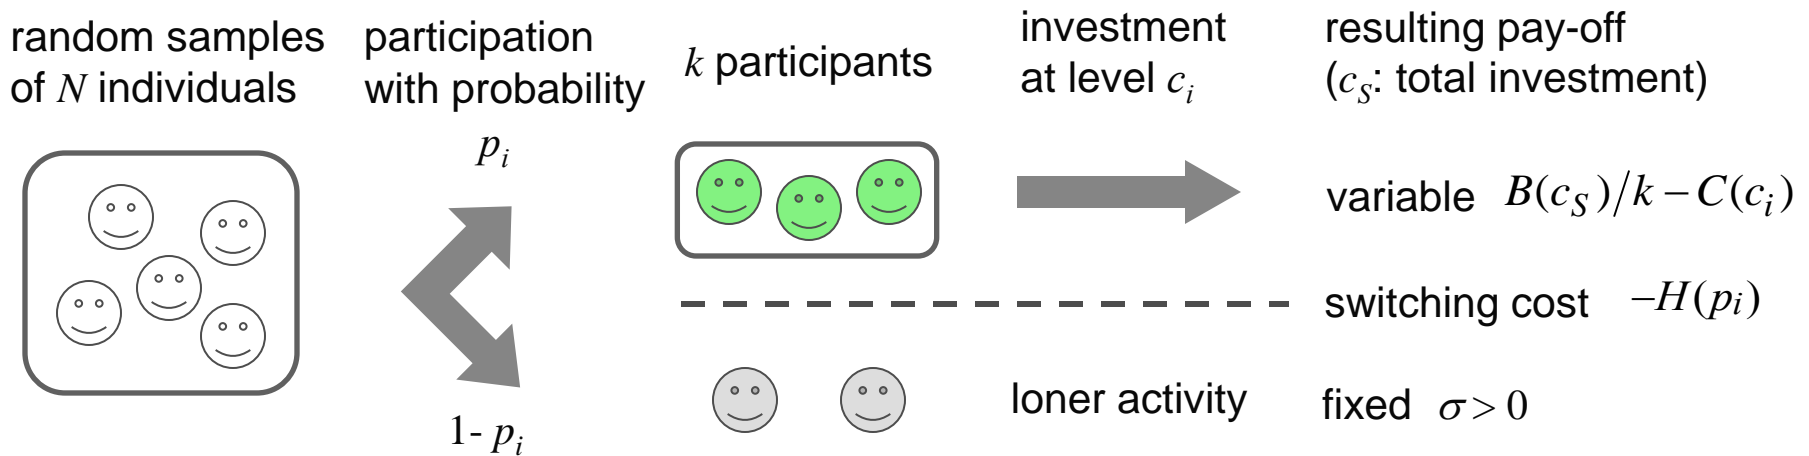 random samples
of N individuals
participation
with probability
p_i
k participants
investment
at level c_i
resulting pay-off
(c_S: total investment)
variable B(c_S)/k − C(c_i)
switching cost −H(p_i)
1- p_i
loner activity
fixed σ > 0